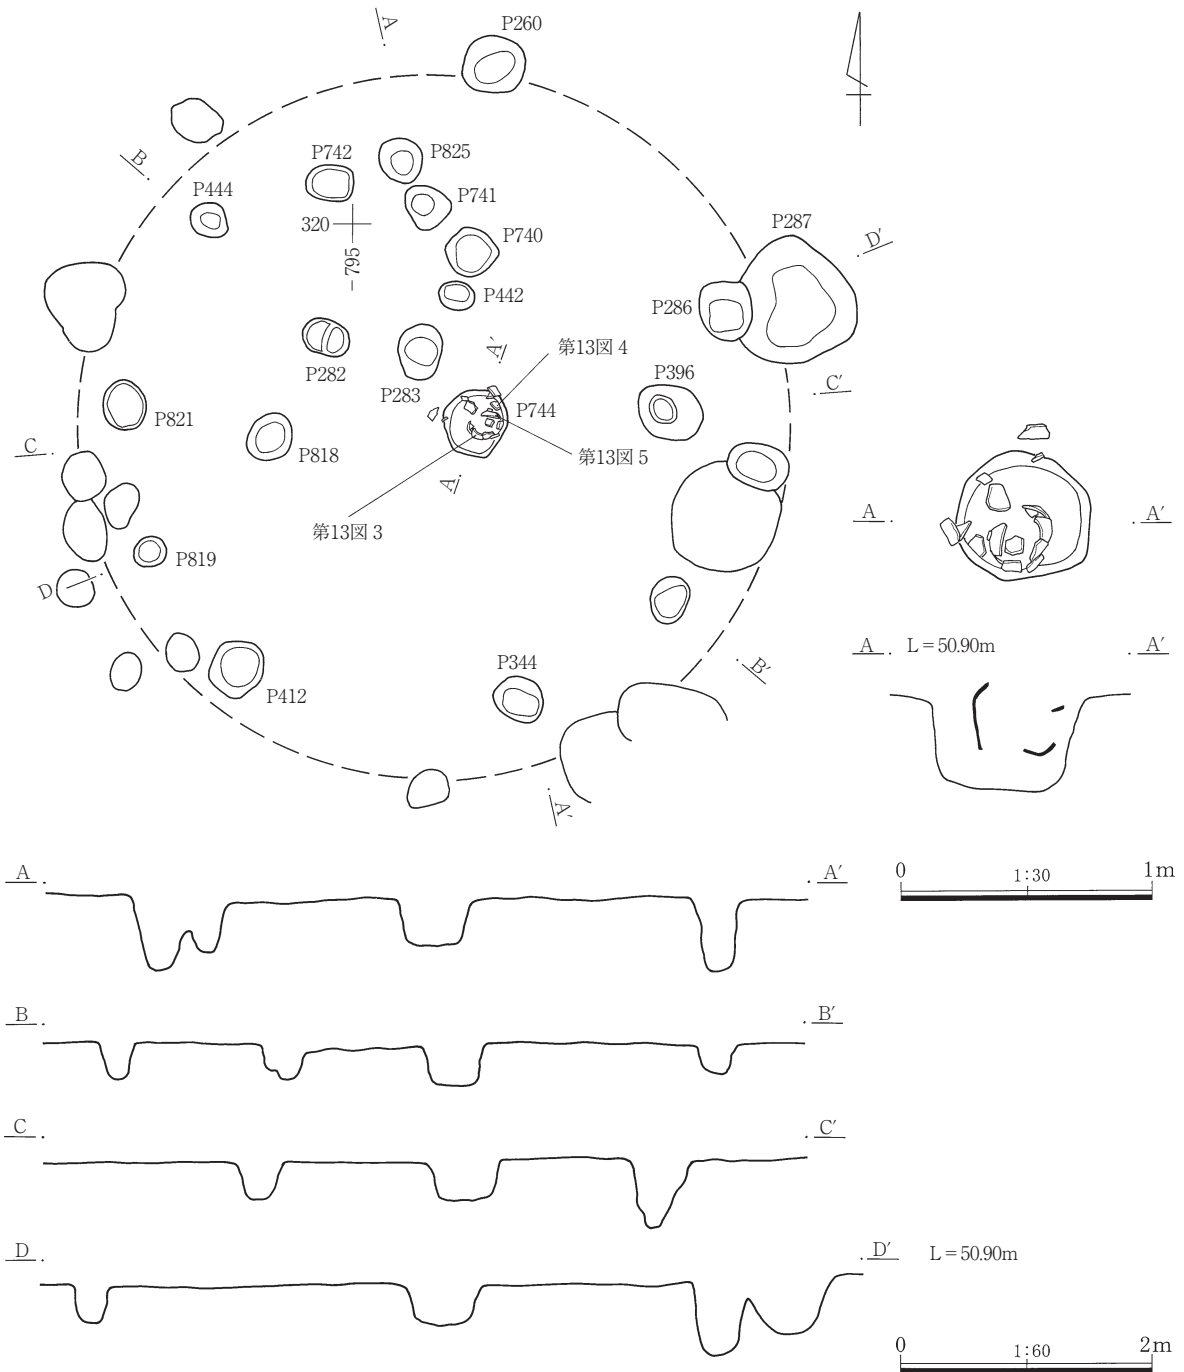 A
P260
B
P742
P825
P444
P741
320
-795
P740
P287
D′
P442
P286
A′
第13図 4
P282
P283
P396
C′
P821
P744
C
P818
第13図 5
A
A
A′
第13図 3
P819
D
B′
A
L = 50.90m
A′
P344
P412
A′
A
A′
0
1:30
1m
B
B′
C
C′
D
D′
L = 50.90m
0
1:60
2m